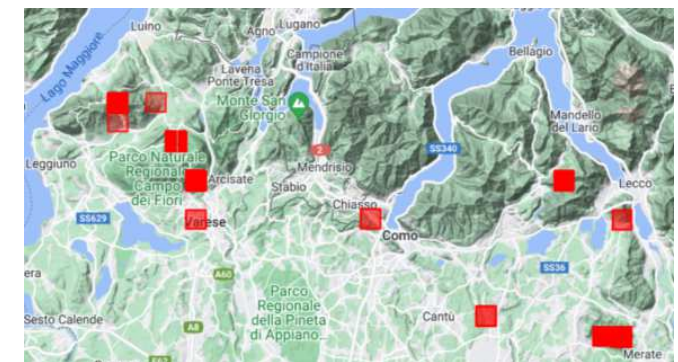 Luino
Agno
Lugano
Lago Maggiore
Campione
d'Italia
Bellagio
Lavena
Ponte Tresa
Monte San
Giorgio
Mandello
del Lario
2
SS340
Mendrisio
Parco Naturale
Regionale
Campo
dei Fiori
Leggiuno
Arcisate
Stabio
Lecco
Chiasso
SS629
Varese
Como
SS36
A60
era
Parco
Regionale
della Pineta
di Appiano...
Sesto Calende
A8
Cantù
Merate